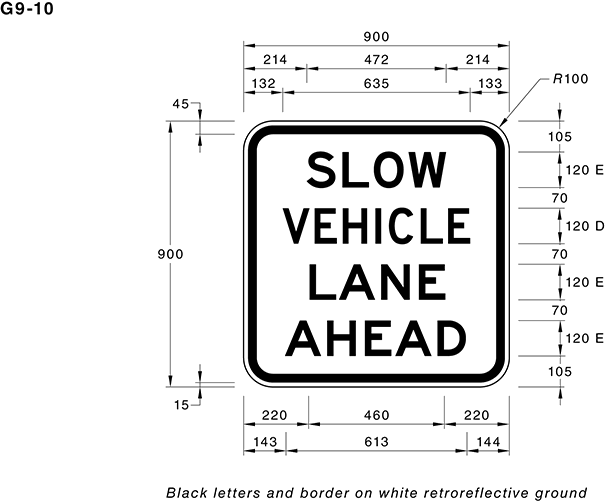 G9-10
900
214 472 214
132 635 133
R100
45
105
SLOW
120 E
70
VEHICLE
120 D
900
70
LANE
120 E
70
AHEAD
120 E
105
15
220 460 220
143 613 144
Black letters and border on white retroreflective ground